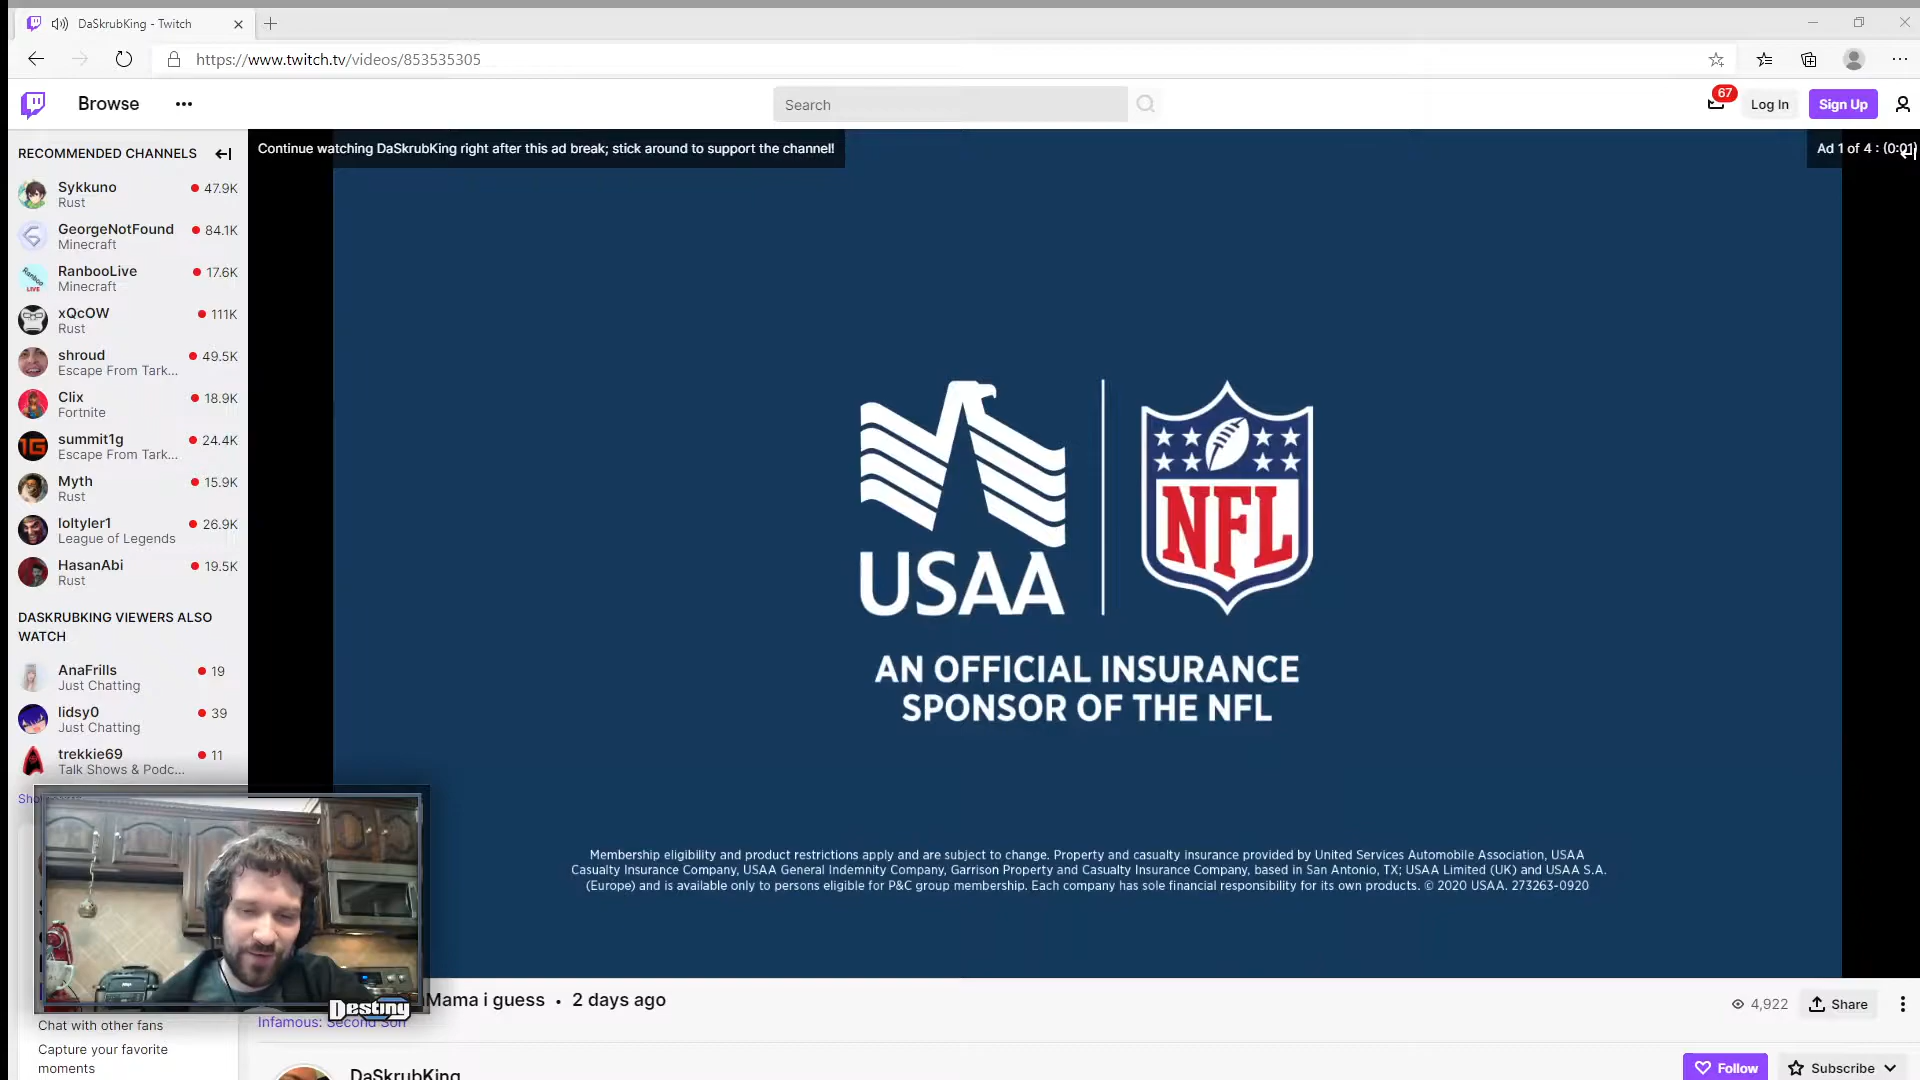 DaSkrubKing - Twitch
https://www.twitch.tv/videos/853535305
Browse
Search
67
Log In
Sign Up
RECOMMENDED CHANNELS
Continue watching DaSkrubKing right after this ad break; stick around to support the channel!
Ad 1 of 4 : (0:01)
Sykkuno
47.9K
Rust
GeorgeNotFound
84.1K
Minecraft
RanbooLive
17.6K
Minecraft
xQcOW
111K
Rust
shroud
49.5K
Escape From Tark...
Clix
18.9K
Fortnite
summit1g
24.4K
Escape From Tark...
Myth
15.9K
Rust
loltyler1
26.9K
League of Legends
HasanAbi
19.5K
Rust
DASKRUBKING VIEWERS ALSO
WATCH
AnaFrills
19
Just Chatting
lidsy0
39
Just Chatting
trekkie69
11
Talk Shows & Podc...
USAA
NFL
AN OFFICIAL INSURANCE
SPONSOR OF THE NFL
Membership eligibility and product restrictions apply and are subject to change. Property and casualty insurance provided by United Services Automobile Association, USAA
Casualty Insurance Company, USAA General Indemnity Company, Garrison Property and Casualty Insurance Company, based in San Antonio, TX; USAA Limited (UK) and USAA S.A.
(Europe) and is available only to persons eligible for P&C group membership. Each company has sole financial responsibility for its own products. © 2020 USAA. 273263-0920
Destiny
Mama i guess • 2 days ago
4,922
Share
Infamous: Second Son
Chat with other fans
Capture your favorite
moments
DaSkrubKing
Follow
Subscribe